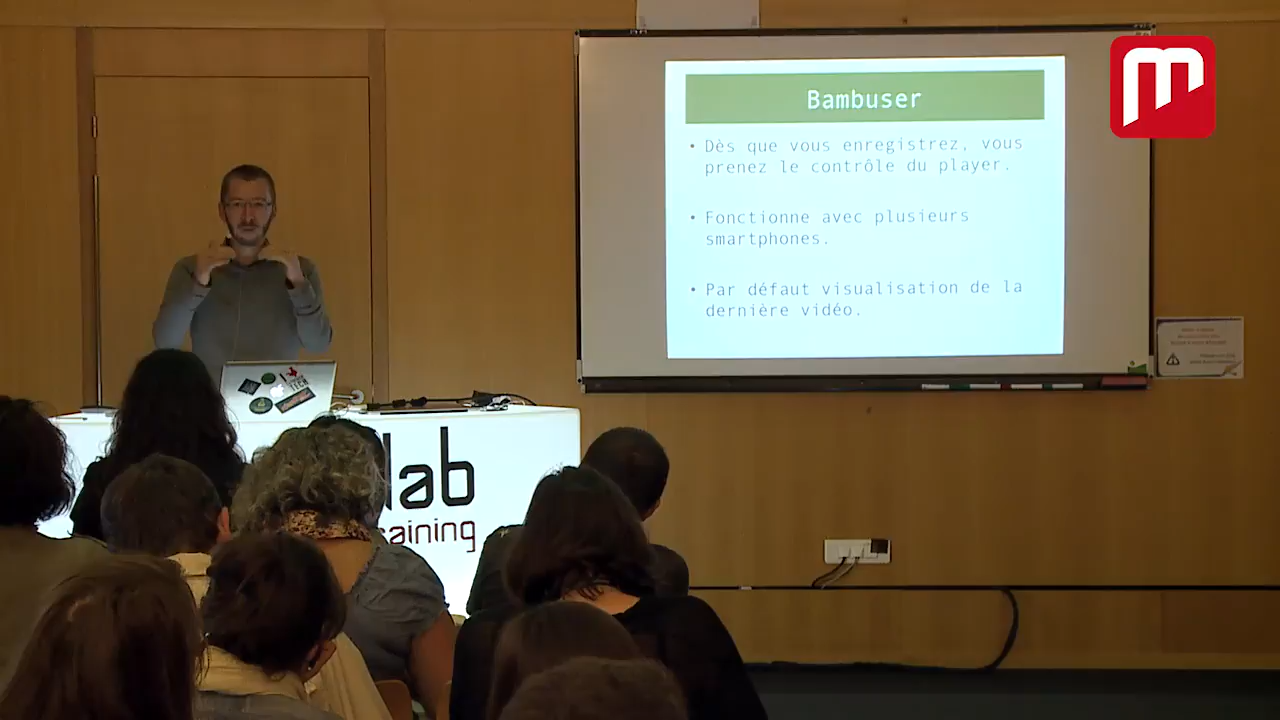 Bambuser
• Dès que vous enregistrez, vous
prenez le contrôle du player.
• Fonctionne avec plusieurs
smartphones.
• Par défaut visualisation de la
dernière vidéo.
lab
aining